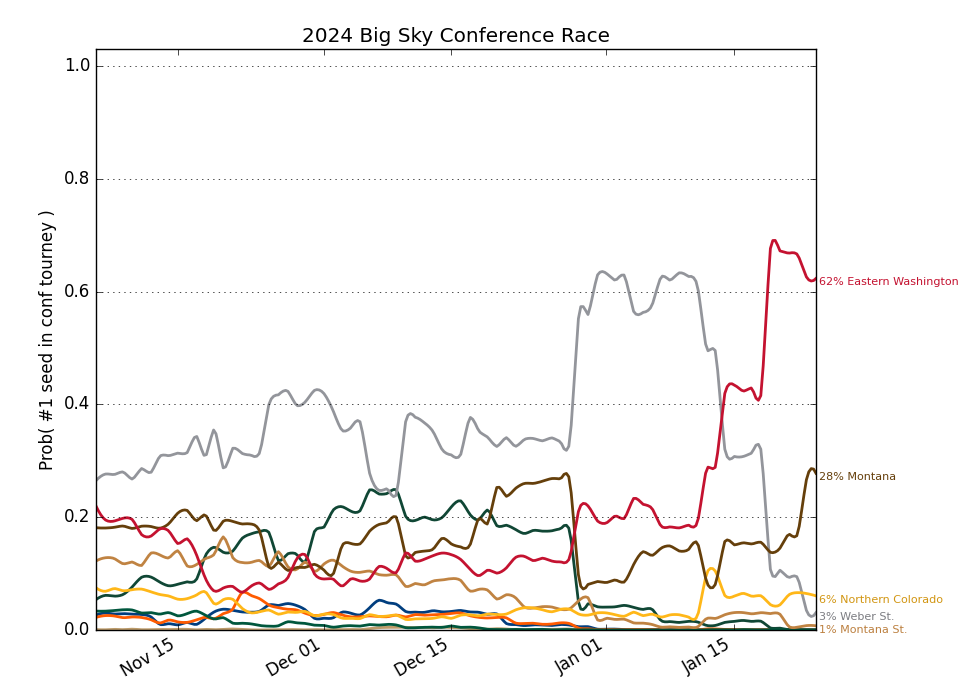 2024 Big Sky Conference Race
Prob( #1 seed in conf tourney )
1.0
0.8
0.6
0.4
0.2
0.0
62% Eastern Washington
28% Montana
6% Northern Colorado
3% Weber St.
1% Montana St.
Nov 15
Dec 01
Dec 15
Jan 01
Jan 15